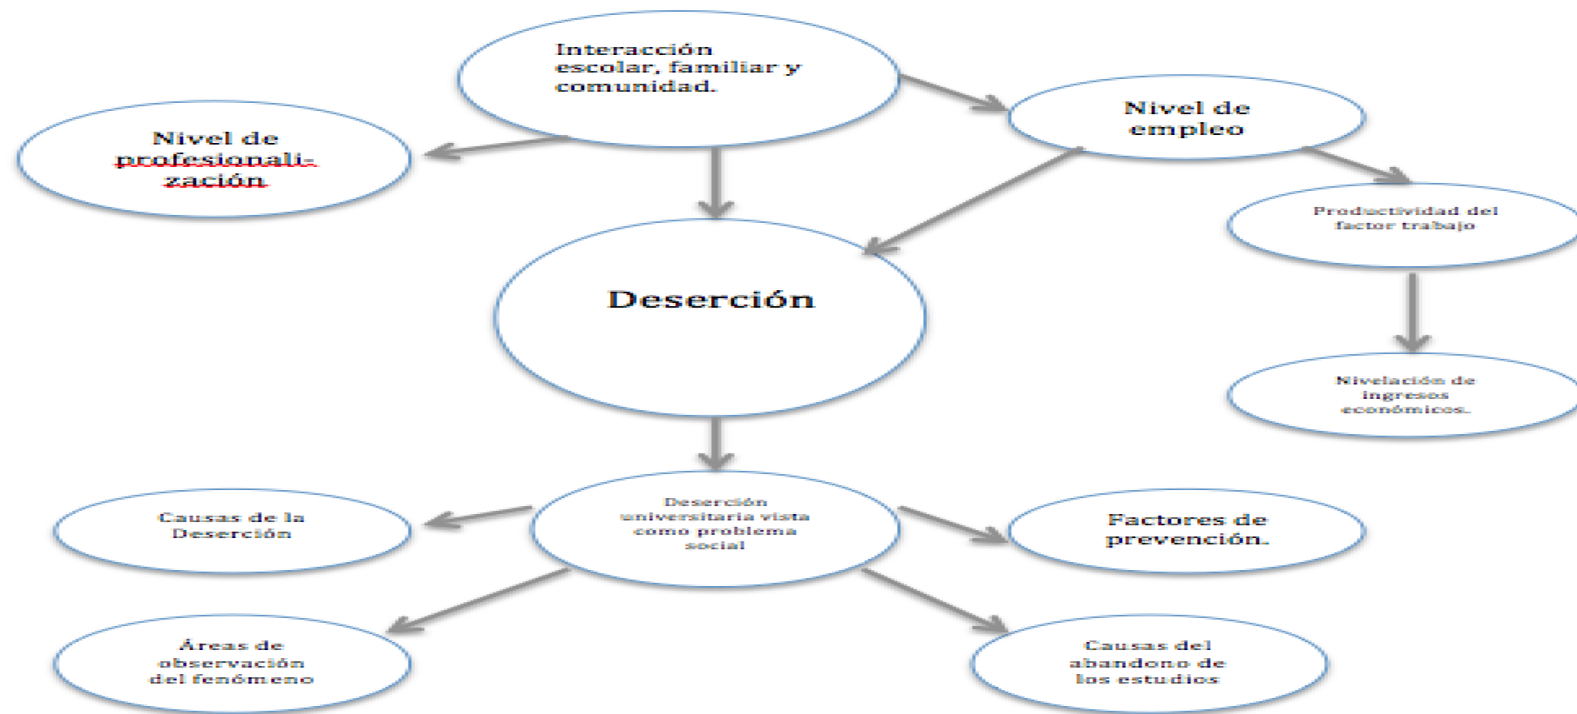 Interacción
escolar, familiar y
comunidad.
Nivel de
empleo
Nivel de
profesionali-
zación
Productividad del
factor trabajo
Deserción
Nivelación de
ingresos
económicos.
Deserción
universitaria vista
como problema
social
Causas de la
Deserción
Factores de
prevención.
Áreas de
observación
del fenómeno
Causas del
abandono de
los estudios